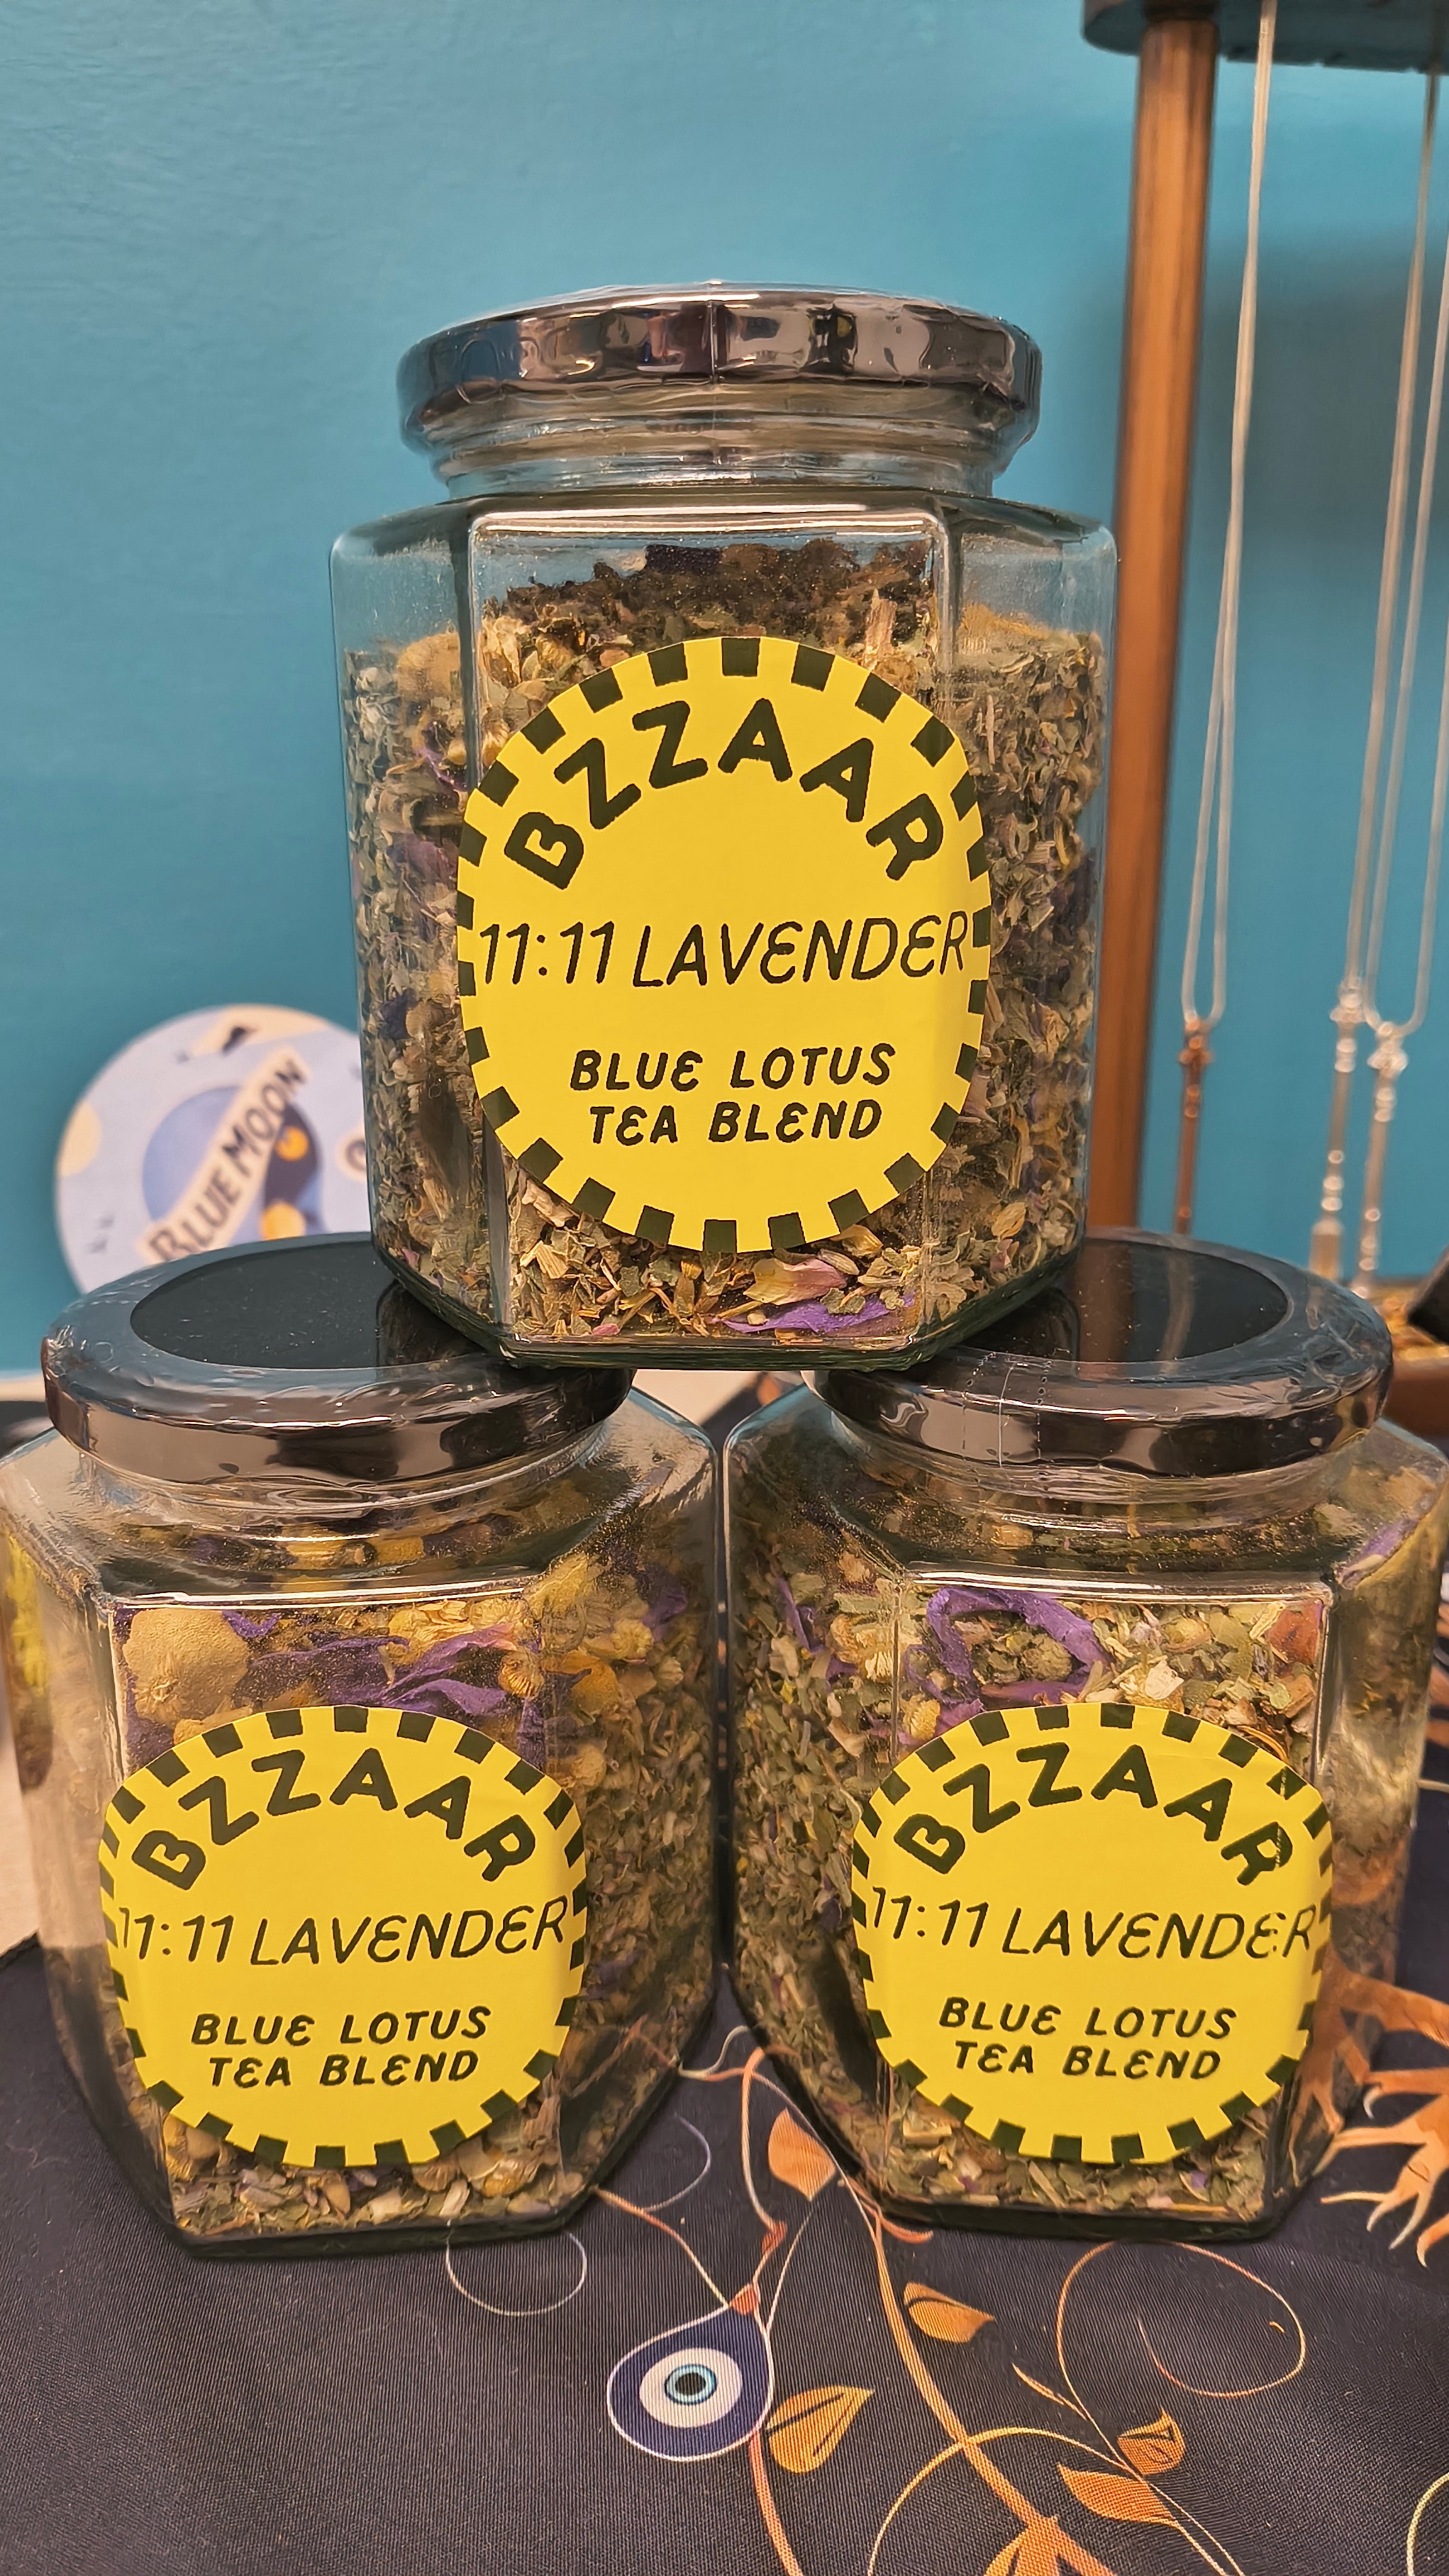 BZZAAR
11:11 LAVENDER
BLUE LOTUS
TEA BLEND
BLUE MOON
BZZAAR
11:11 LAVENDER
BLUE LOTUS
TEA BLEND
BZZAAR
11:11 LAVENDER
BLUE LOTUS
TEA BLEND